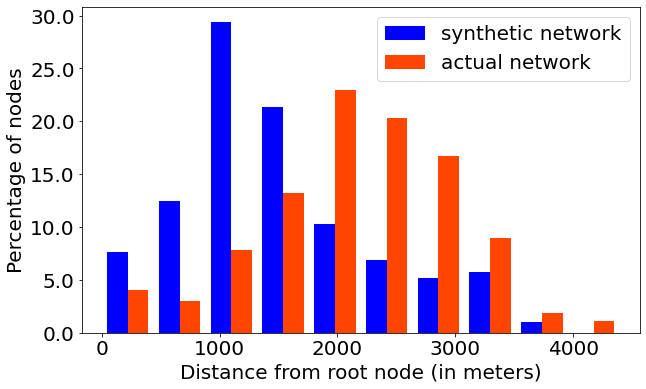 synthetic network
actual network
Percentage of nodes
30.0
25.0
20.0
15.0
10.0
5.0
0.0
0 1000 2000 3000 4000
Distance from root node (in meters)